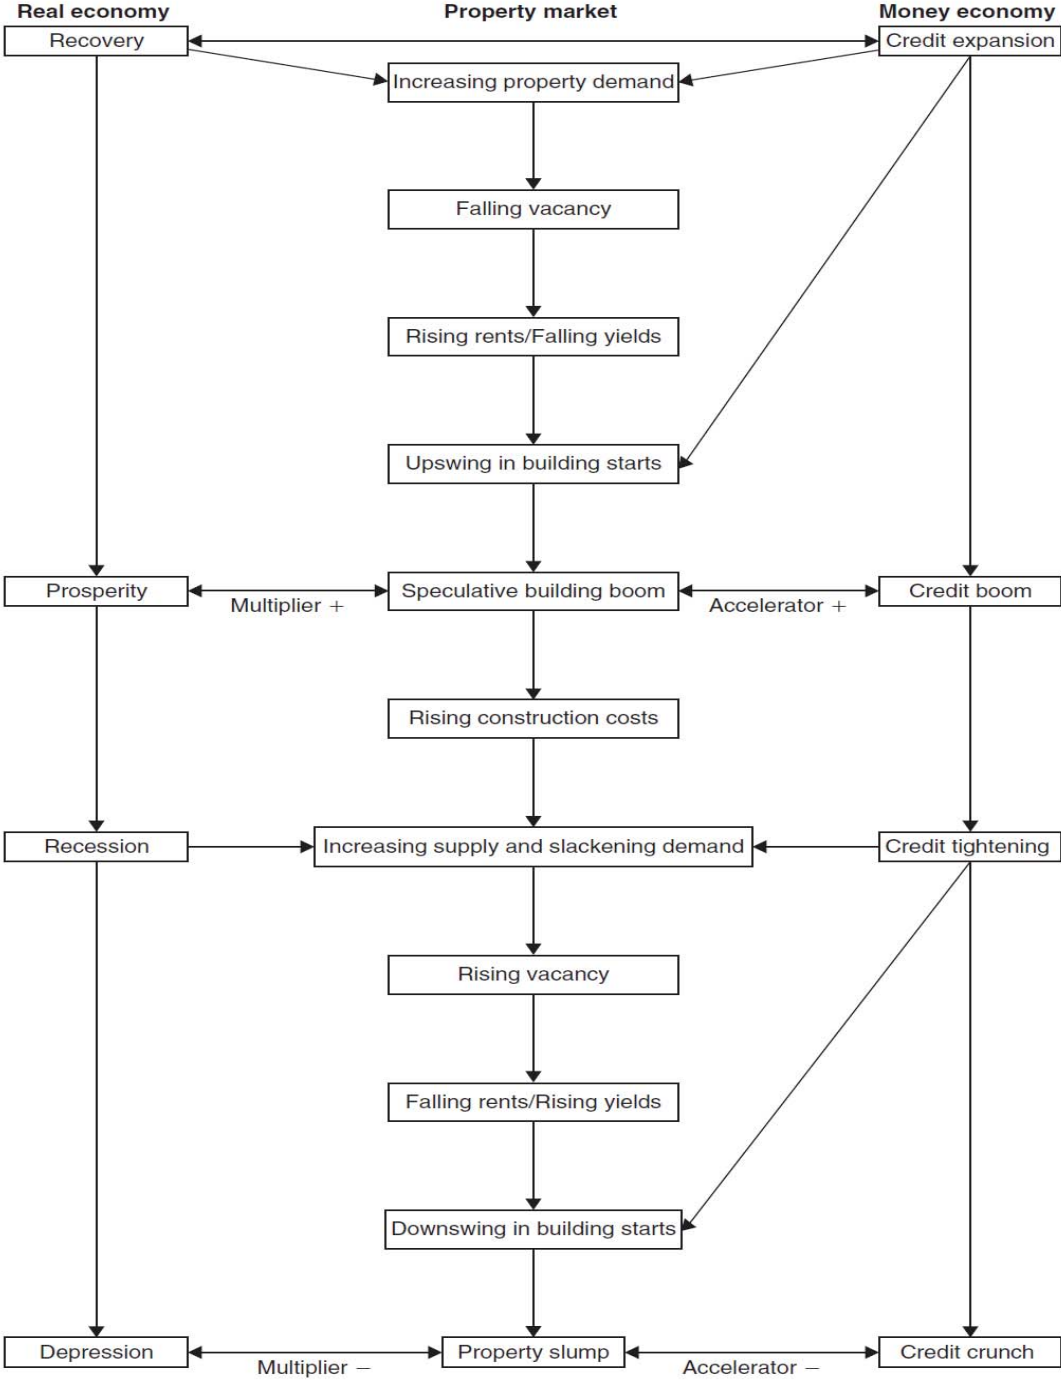 Real economy
Property market
Money economy
Recovery
Credit expansion
Increasing property demand
Falling vacancy
Rising rents/Falling yields
Upswing in building starts
Prosperity
Multiplier +
Speculative building boom
Accelerator +
Credit boom
Rising construction costs
Recession
Increasing supply and slackening demand
Credit tightening
Rising vacancy
Falling rents/Rising yields
Downswing in building starts
Depression
Multiplier −
Property slump
Accelerator −
Credit crunch